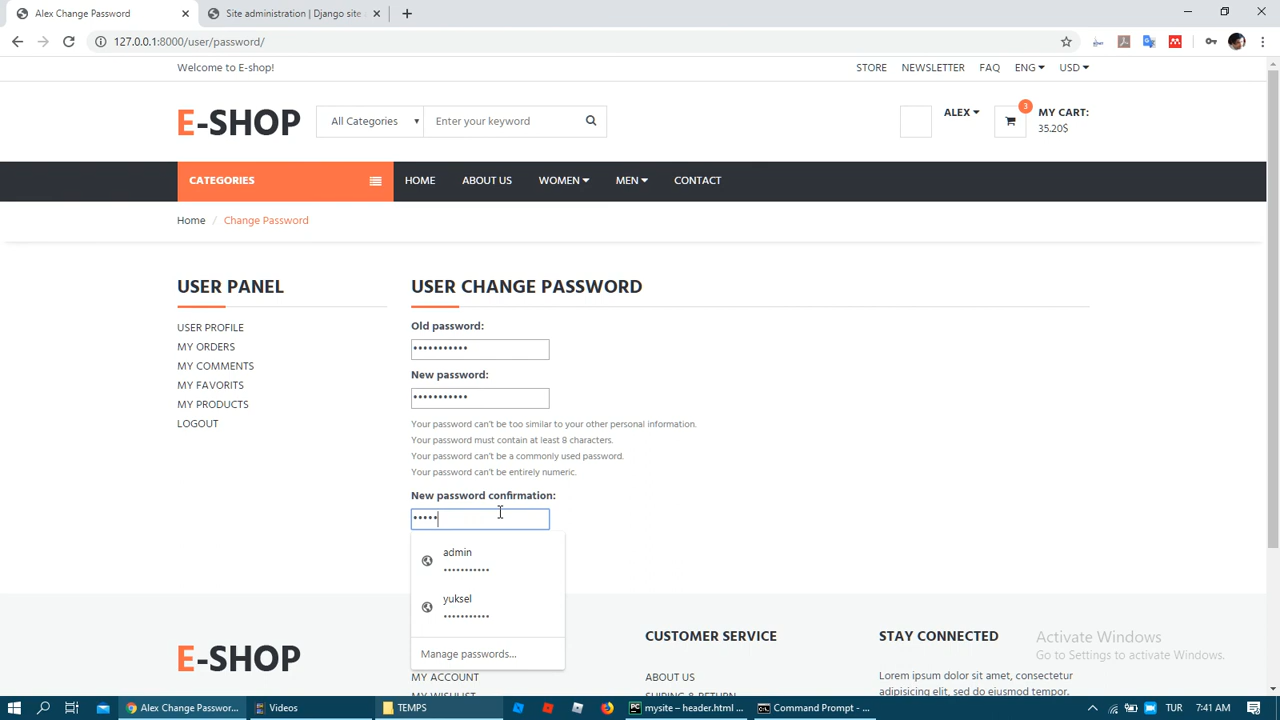 Alex Change Password
Site administration | Django site
127.0.0.1:8000/user/password/
Welcome to E-shop!
STORE NEWSLETTER FAQ ENG USD
E-SHOP
All Categories
Enter your keyword
ALEX
3
MY CART:
35.20$
CATEGORIES
HOME ABOUT US WOMEN MEN CONTACT
Home / Change Password
USER PANEL
USER PROFILE
MY ORDERS
MY COMMENTS
MY FAVORITS
MY PRODUCTS
LOGOUT
USER CHANGE PASSWORD
Old password:
•••••••••••
New password:
•••••••••••
Your password can't be too similar to your other personal information.
Your password must contain at least 8 characters.
Your password can't be a commonly used password.
Your password can't be entirely numeric.
New password confirmation:
•••••
admin
•••••••••••
yuksel
•••••••••••
Manage passwords...
E-SHOP
MY ACCOUNT
MY WISHLIST
CUSTOMER SERVICE
ABOUT US
SHIPING & RETURN
STAY CONNECTED
Lorem ipsum dolor sit amet, consectetur
adipisicing elit, sed do eiusmod tempor.
Activate Windows
Go to Settings to activate Windows.
Alex Change Passwor...
Videos
TEMPS
mysite – header.html ...
Command Prompt - ...
TUR
7:41 AM